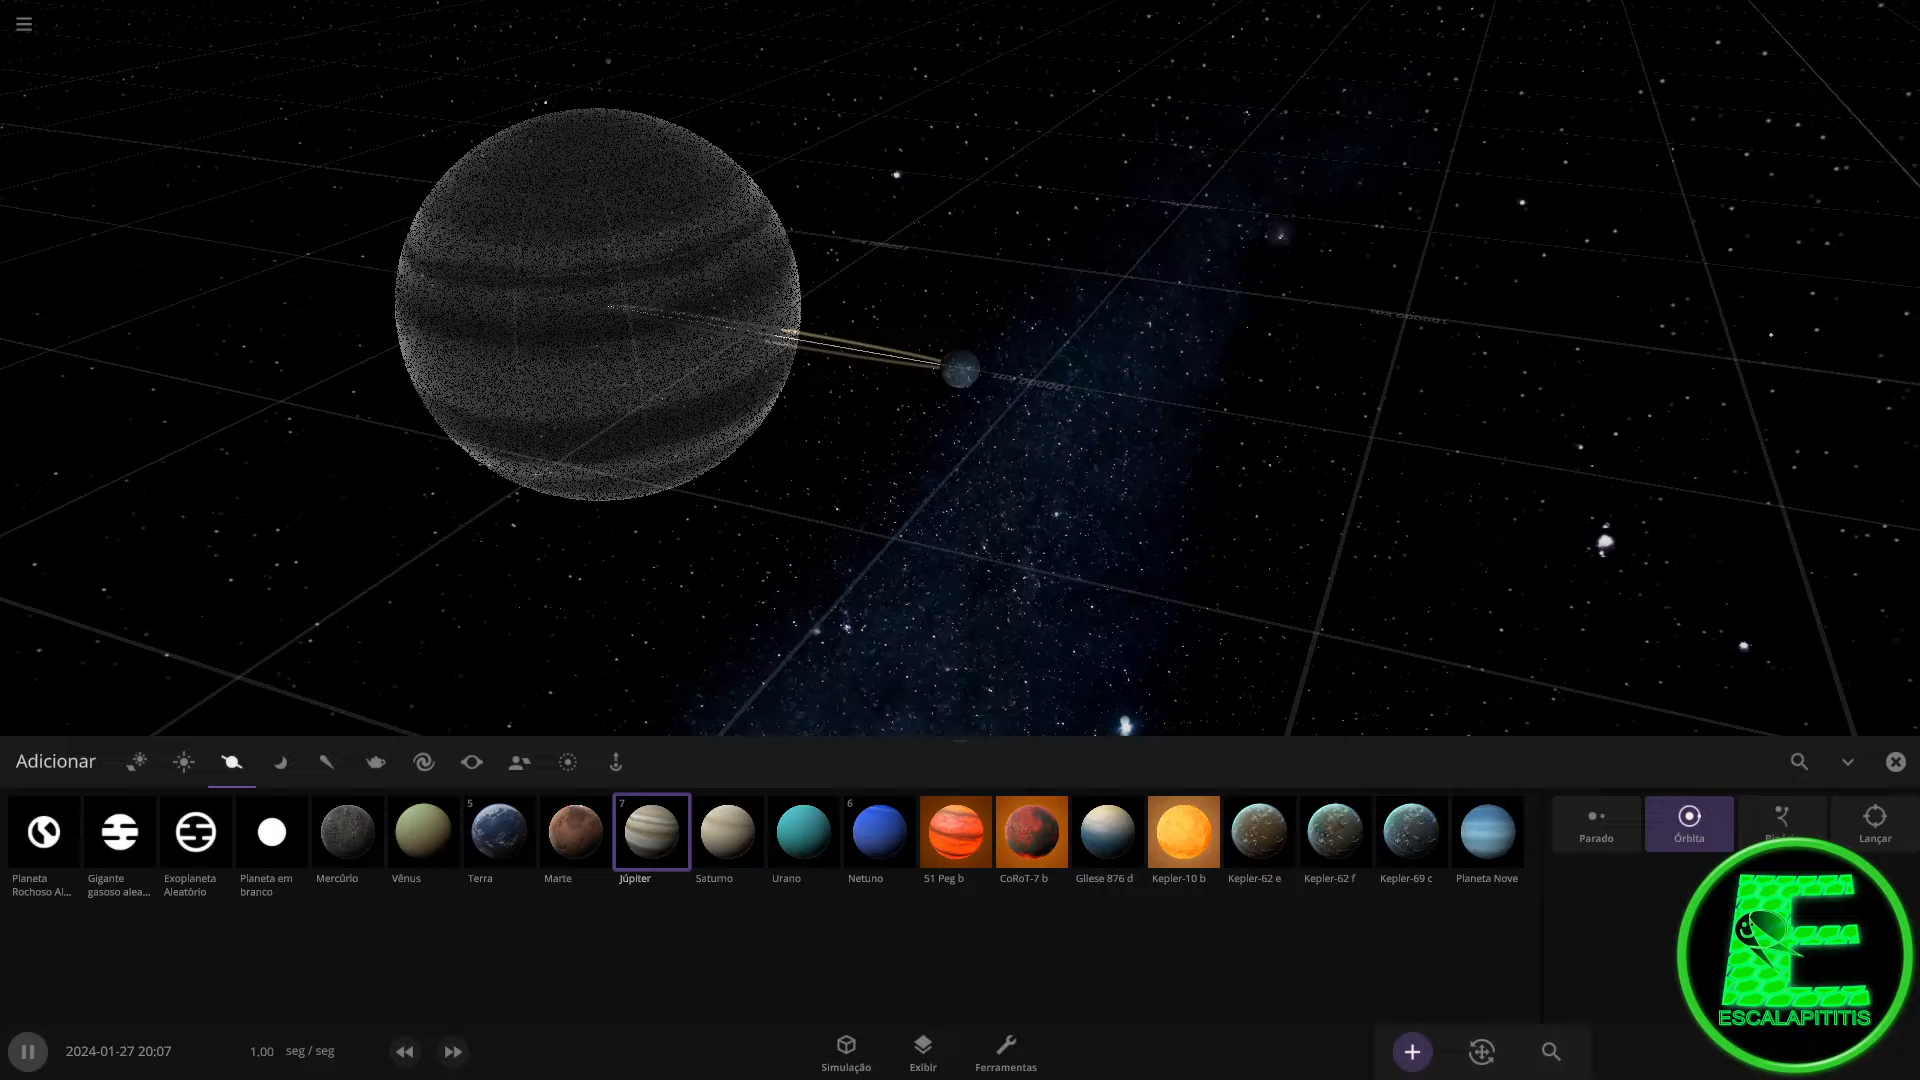 100000 km
Adicionar
5
7
6
Planeta
Rochoso Al...
Gigante
gasoso alea...
Exoplaneta
Aleatório
Planeta em
branco
Mercúrio
Vênus
Terra
Marte
Júpiter
Saturno
Urano
Netuno
51 Peg b
CoRoT-7 b
Gliese 876 d
Kepler-10 b
Kepler-62 e
Kepler-62 f
Kepler-69 c
Planeta Nove
Parado
Órbita
Lançar
E
ESCALAPITITIS
2024-01-27 20:07
1,00 seg / seg
Simulação
Exibir
Ferramentas